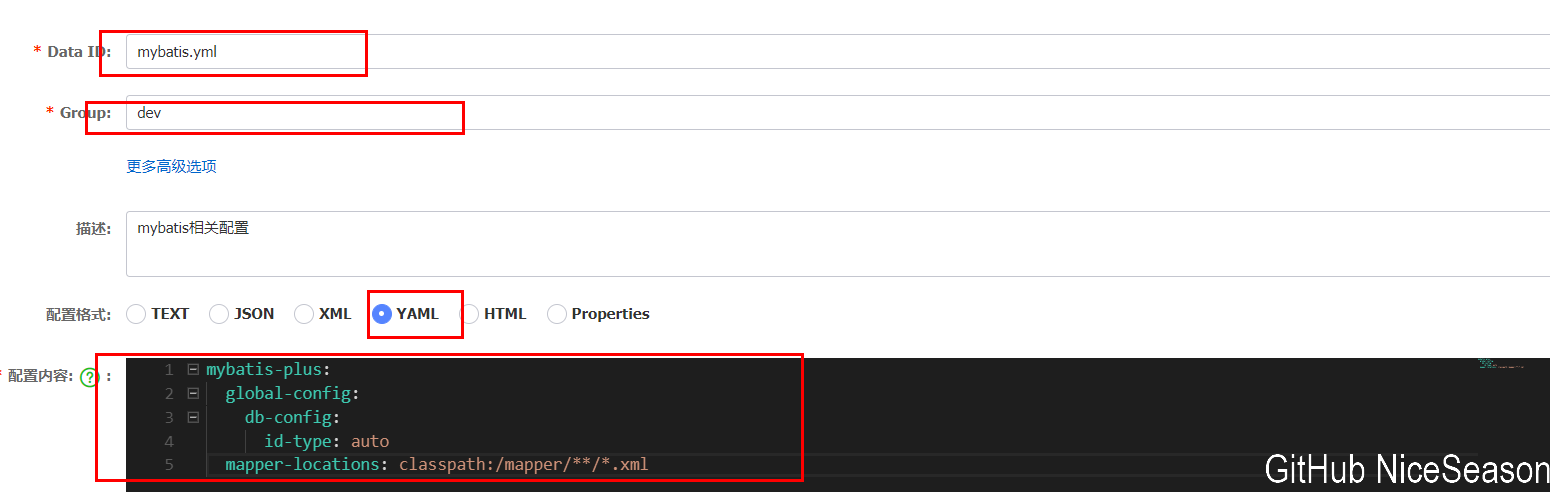 * Data ID: mybatis.yml
* Group: dev
更多高级选项
描述: mybatis相关配置
配置格式: TEXT JSON XML YAML HTML Properties
* 配置内容: ? :
1 mybatis-plus:
2 global-config:
3 db-config:
4 id-type: auto
5 mapper-locations: classpath:/mapper/**/*.xml
GitHub NiceSeason